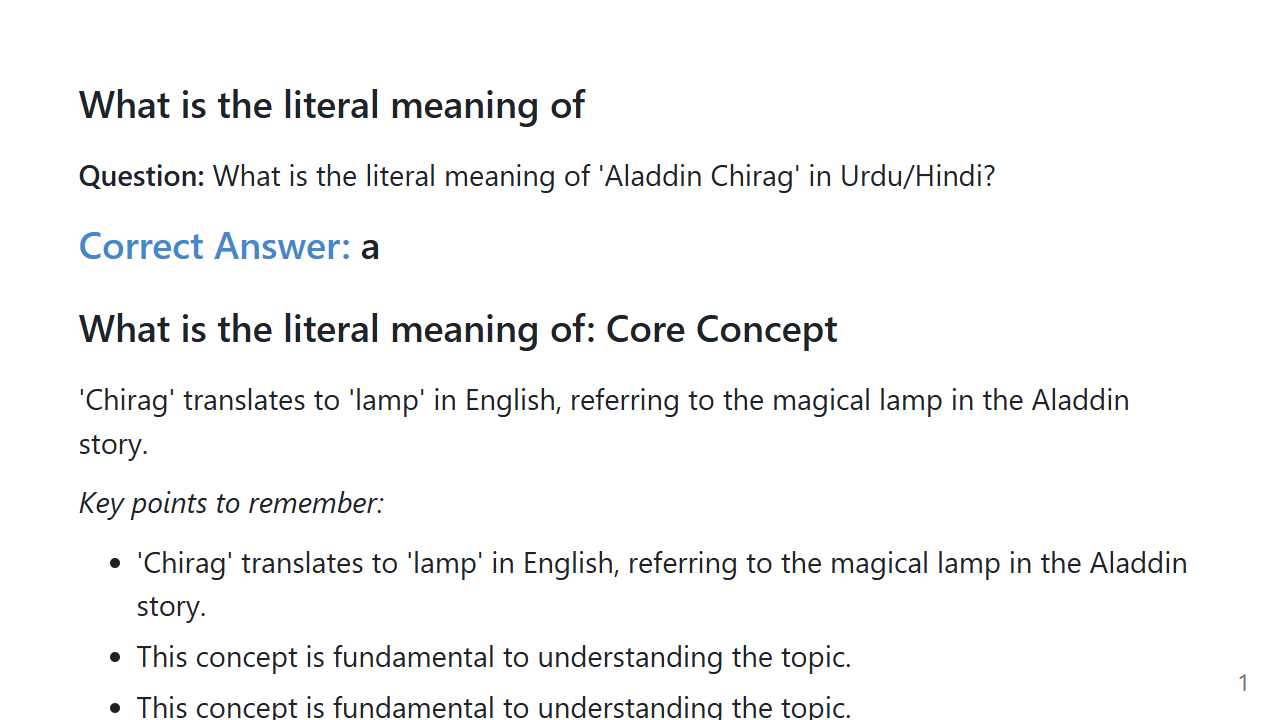 What is the literal meaning of
Question: What is the literal meaning of 'Aladdin Chirag' in Urdu/Hindi?
Correct Answer: a
What is the literal meaning of: Core Concept
'Chirag' translates to 'lamp' in English, referring to the magical lamp in the Aladdin
story.
Key points to remember:
• 'Chirag' translates to 'lamp' in English, referring to the magical lamp in the Aladdin
story.
• This concept is fundamental to understanding the topic.
• This concept is fundamental to understanding the topic.
1